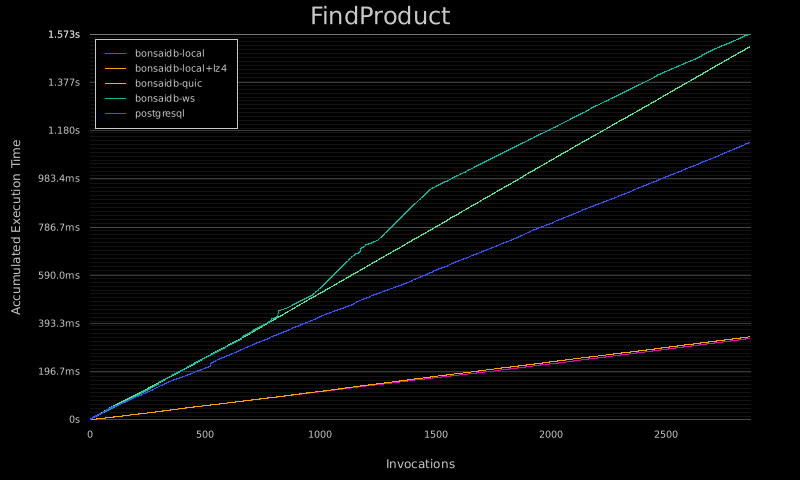 FindProduct
1.573s
1.377s
1.180s
983.4ms
786.7ms
590.0ms
393.3ms
196.7ms
0s
bonsaidb-local
bonsaidb-local+lz4
bonsaidb-quic
bonsaidb-ws
postgresql
Accumulated Execution Time
0
500
1000
1500
2000
2500
Invocations